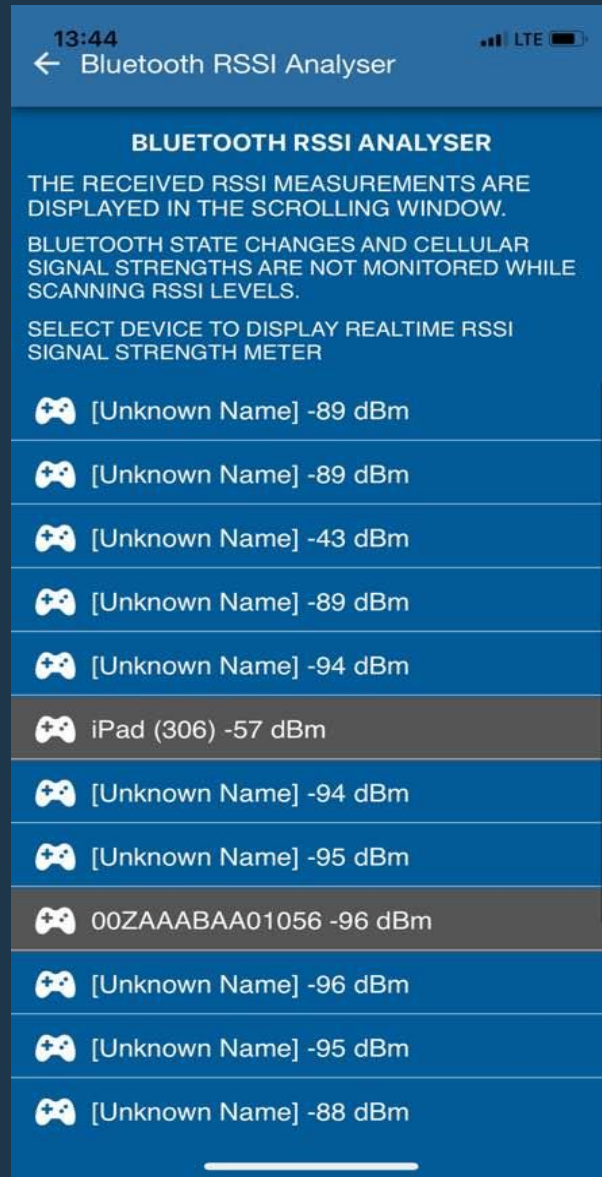 13:44
LTE
← Bluetooth RSSI Analyser
BLUETOOTH RSSI ANALYSER
THE RECEIVED RSSI MEASUREMENTS ARE
DISPLAYED IN THE SCROLLING WINDOW.
BLUETOOTH STATE CHANGES AND CELLULAR
SIGNAL STRENGTHS ARE NOT MONITORED WHILE
SCANNING RSSI LEVELS.
SELECT DEVICE TO DISPLAY REALTIME RSSI
SIGNAL STRENGTH METER
[Unknown Name] -89 dBm
[Unknown Name] -89 dBm
[Unknown Name] -43 dBm
[Unknown Name] -89 dBm
[Unknown Name] -94 dBm
iPad (306) -57 dBm
[Unknown Name] -94 dBm
[Unknown Name] -95 dBm
00ZAAABAA01056 -96 dBm
[Unknown Name] -96 dBm
[Unknown Name] -95 dBm
[Unknown Name] -88 dBm